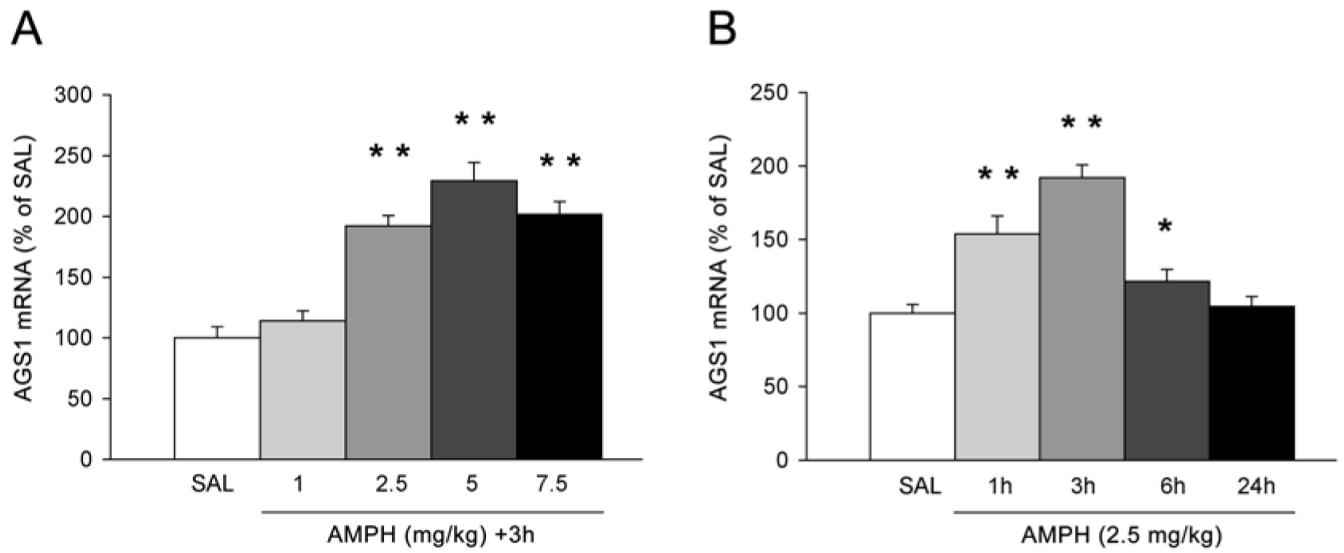 A
AGS1 mRNA (% of SAL)
300
250
200
150
100
50
0
* *
* *
* *
SAL 1 2.5 5 7.5
AMPH (mg/kg) +3h
B
AGS1 mRNA (% of SAL)
250
200
150
100
50
0
* *
* *
*
SAL 1h 3h 6h 24h
AMPH (2.5 mg/kg)